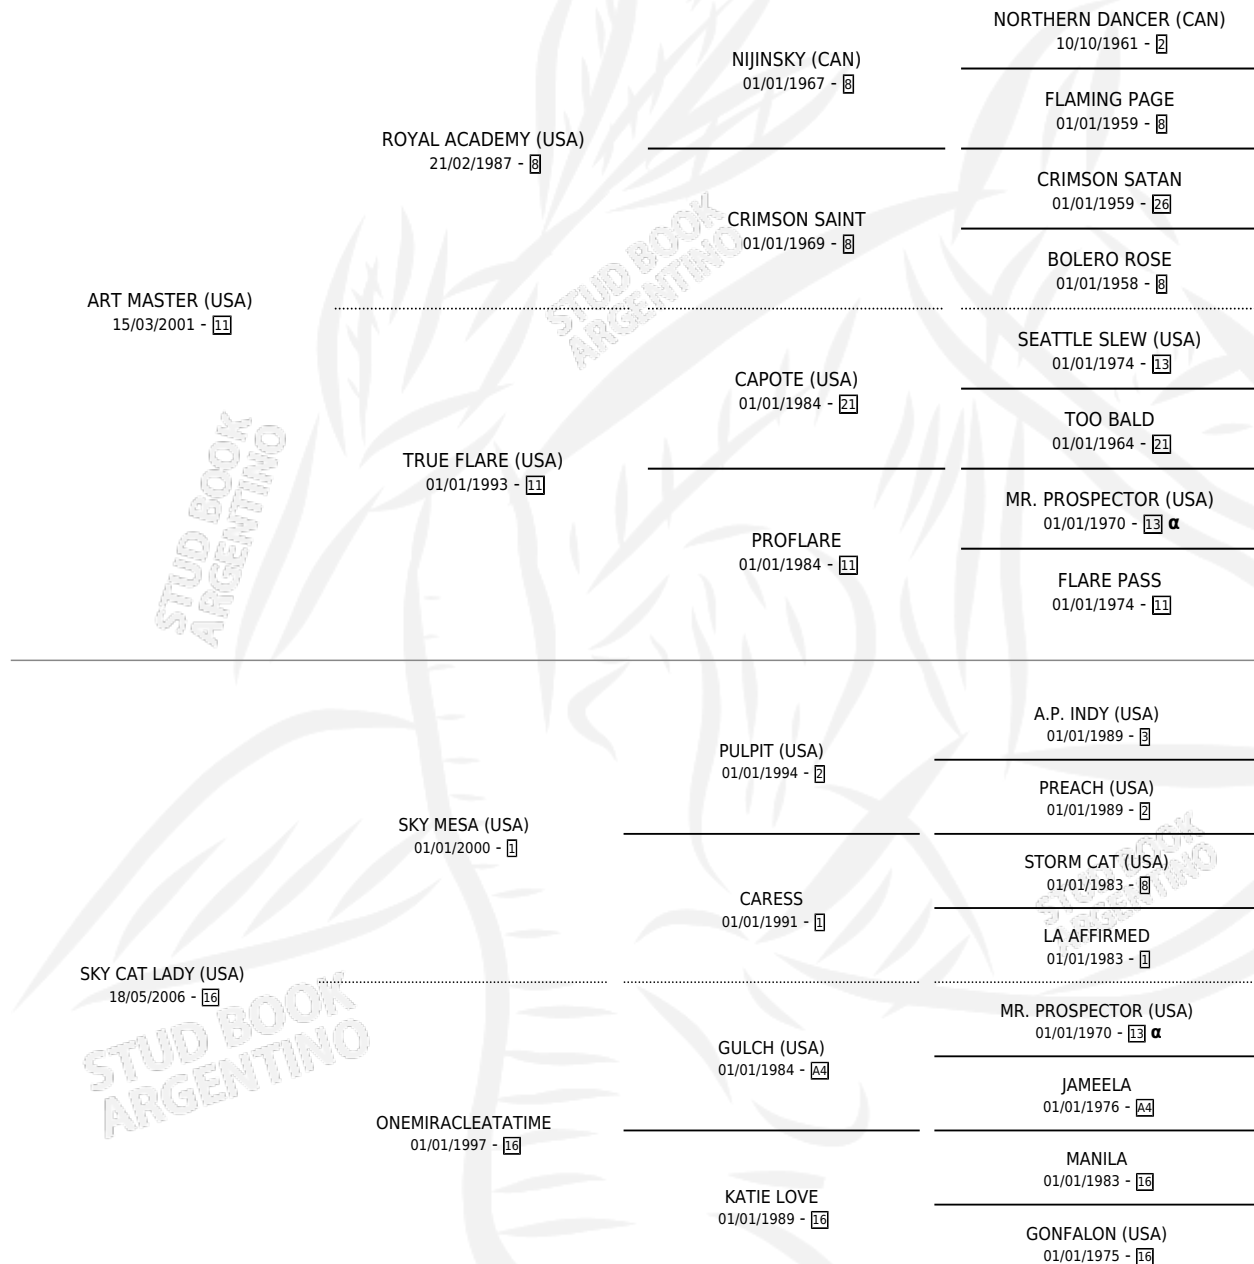 NORTHERN DANCER (CAN)
10/10/1961 - 2
NIJINSKY (CAN)
01/01/1967 - 8
FLAMING PAGE
01/01/1959 - 8
ROYAL ACADEMY (USA)
21/02/1987 - 8
CRIMSON SATAN
01/01/1959 - 26
CRIMSON SAINT
01/01/1969 - 8
BOLERO ROSE
01/01/1958 - 8
ART MASTER (USA)
15/03/2001 - 11
SEATTLE SLEW (USA)
01/01/1974 - 13
CAPOTE (USA)
01/01/1984 - 21
TOO BALD
01/01/1964 - 21
TRUE FLARE (USA)
01/01/1993 - 11
MR. PROSPECTOR (USA)
01/01/1970 - 13 α
PROFLARE
01/01/1984 - 11
FLARE PASS
01/01/1974 - 11
A.P. INDY (USA)
01/01/1989 - 3
PULPIT (USA)
01/01/1994 - 2
PREACH (USA)
01/01/1989 - 2
SKY MESA (USA)
01/01/2000 - 1
STORM CAT (USA)
01/01/1983 - 8
CARESS
01/01/1991 - 1
LA AFFIRMED
01/01/1983 - 1
SKY CAT LADY (USA)
18/05/2006 - 16
MR. PROSPECTOR (USA)
01/01/1970 - 13 α
GULCH (USA)
01/01/1984 - A4
JAMEELA
01/01/1976 - A4
ONEMIRACLEATATIME
01/01/1997 - 16
MANILA
01/01/1983 - 16
KATIE LOVE
01/01/1989 - 16
GONFALON (USA)
01/01/1975 - 16
STUD BOOK
ARGENTINO
STUD BOOK
ARGENTINO
STUD BOOK
ARGENTINO
STUD BOOK
ARGENTINO